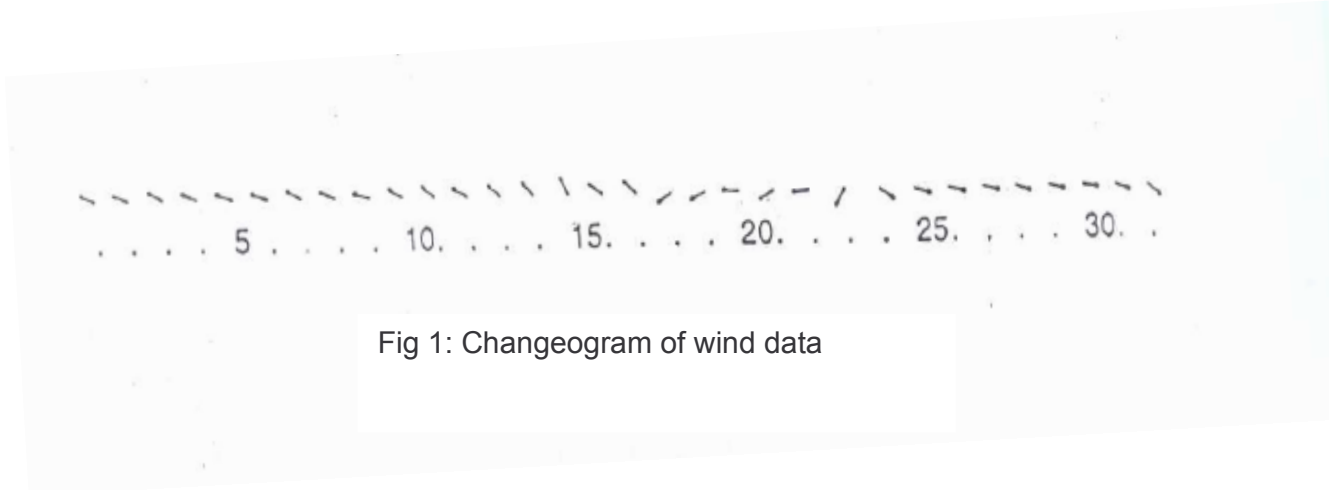 . . . . 5 . . . . 10. . . . 15. . . . 20. . . . 25. . . . 30. .
Fig 1: Changeogram of wind data